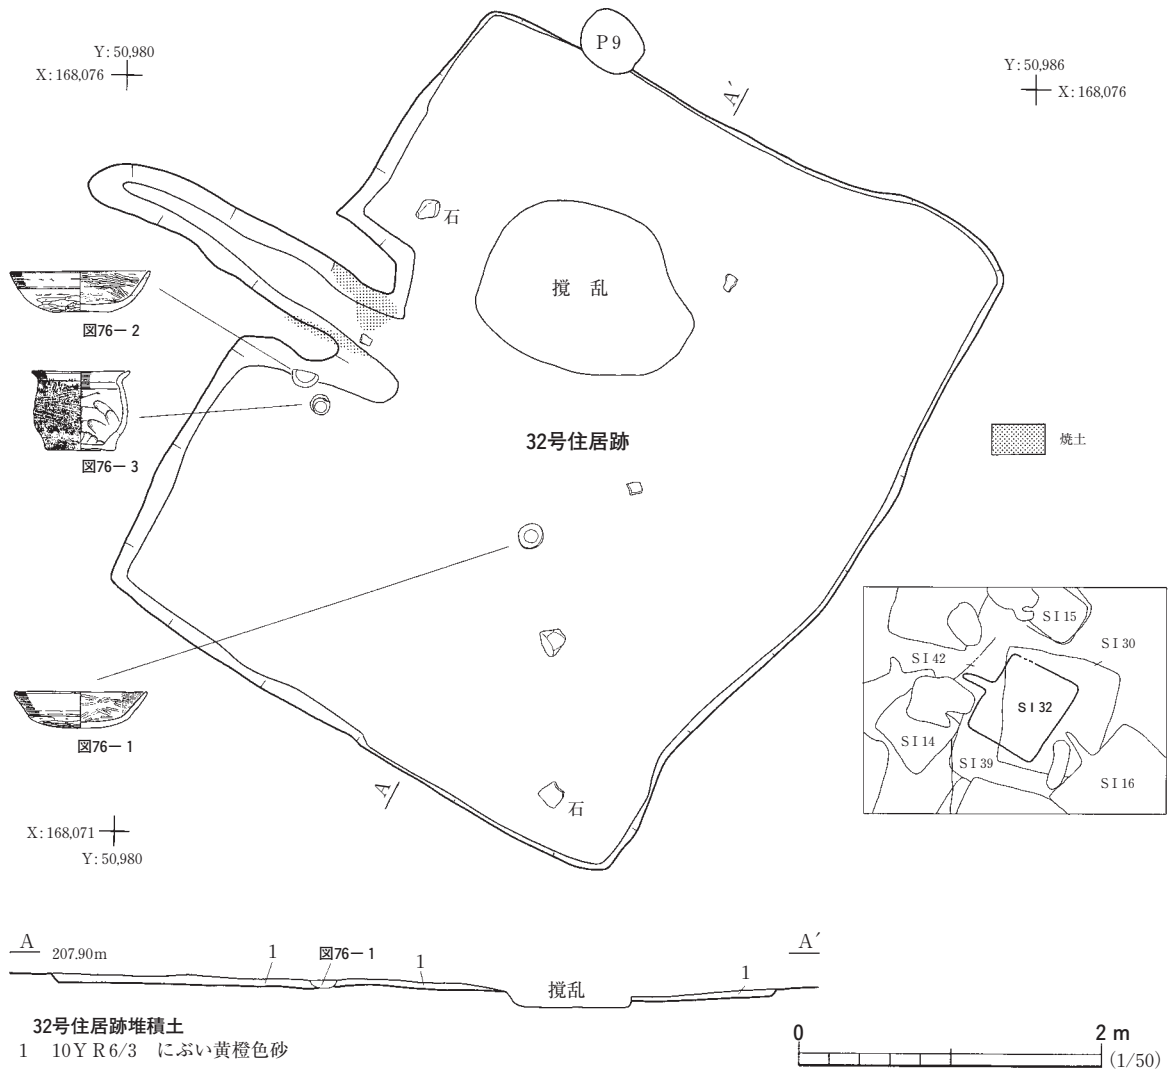 P 9
Y : 50,980
X : 168,076
Y : 50,986
X : 168,076
A´
石
撹 乱
図76－2
図76－3
32号住居跡
焼土
図76－1
A
石
X : 168,071
Y : 50,980
S I 15
S I 30
S I 42
S I 32
S I 14
S I 39
S I 16
A 207.90m
1
図76－1
1
撹乱
1
A´
32号住居跡堆積土
1 10Y R 6/3 にぶい黄橙色砂
0 2 m
(1/50)